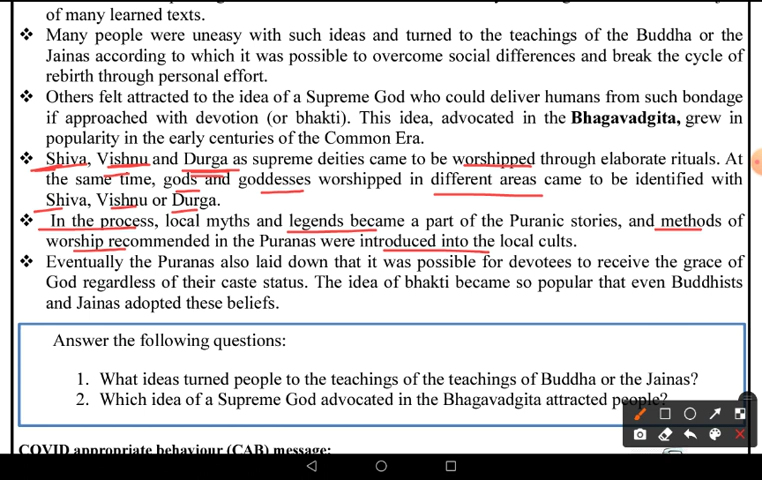 of many learned texts.
❖ Many people were uneasy with such ideas and turned to the teachings of the Buddha or the
Jainas according to which it was possible to overcome social differences and break the cycle of
rebirth through personal effort.
❖ Others felt attracted to the idea of a Supreme God who could deliver humans from such bondage
if approached with devotion (or bhakti). This idea, advocated in the Bhagavadgita, grew in
popularity in the early centuries of the Common Era.
❖ Shiva, Vishnu and Durga as supreme deities came to be worshipped through elaborate rituals. At
the same time, gods and goddesses worshipped in different areas came to be identified with
Shiva, Vishnu or Durga.
❖ In the process, local myths and legends became a part of the Puranic stories, and methods of
worship recommended in the Puranas were introduced into the local cults.
❖ Eventually the Puranas also laid down that it was possible for devotees to receive the grace of
God regardless of their caste status. The idea of bhakti became so popular that even Buddhists
and Jainas adopted these beliefs.
Answer the following questions:
1. What ideas turned people to the teachings of the teachings of Buddha or the Jainas?
2. Which idea of a Supreme God advocated in the Bhagavadgita attracted people?
COVID appropriate behaviour (CAB) message: